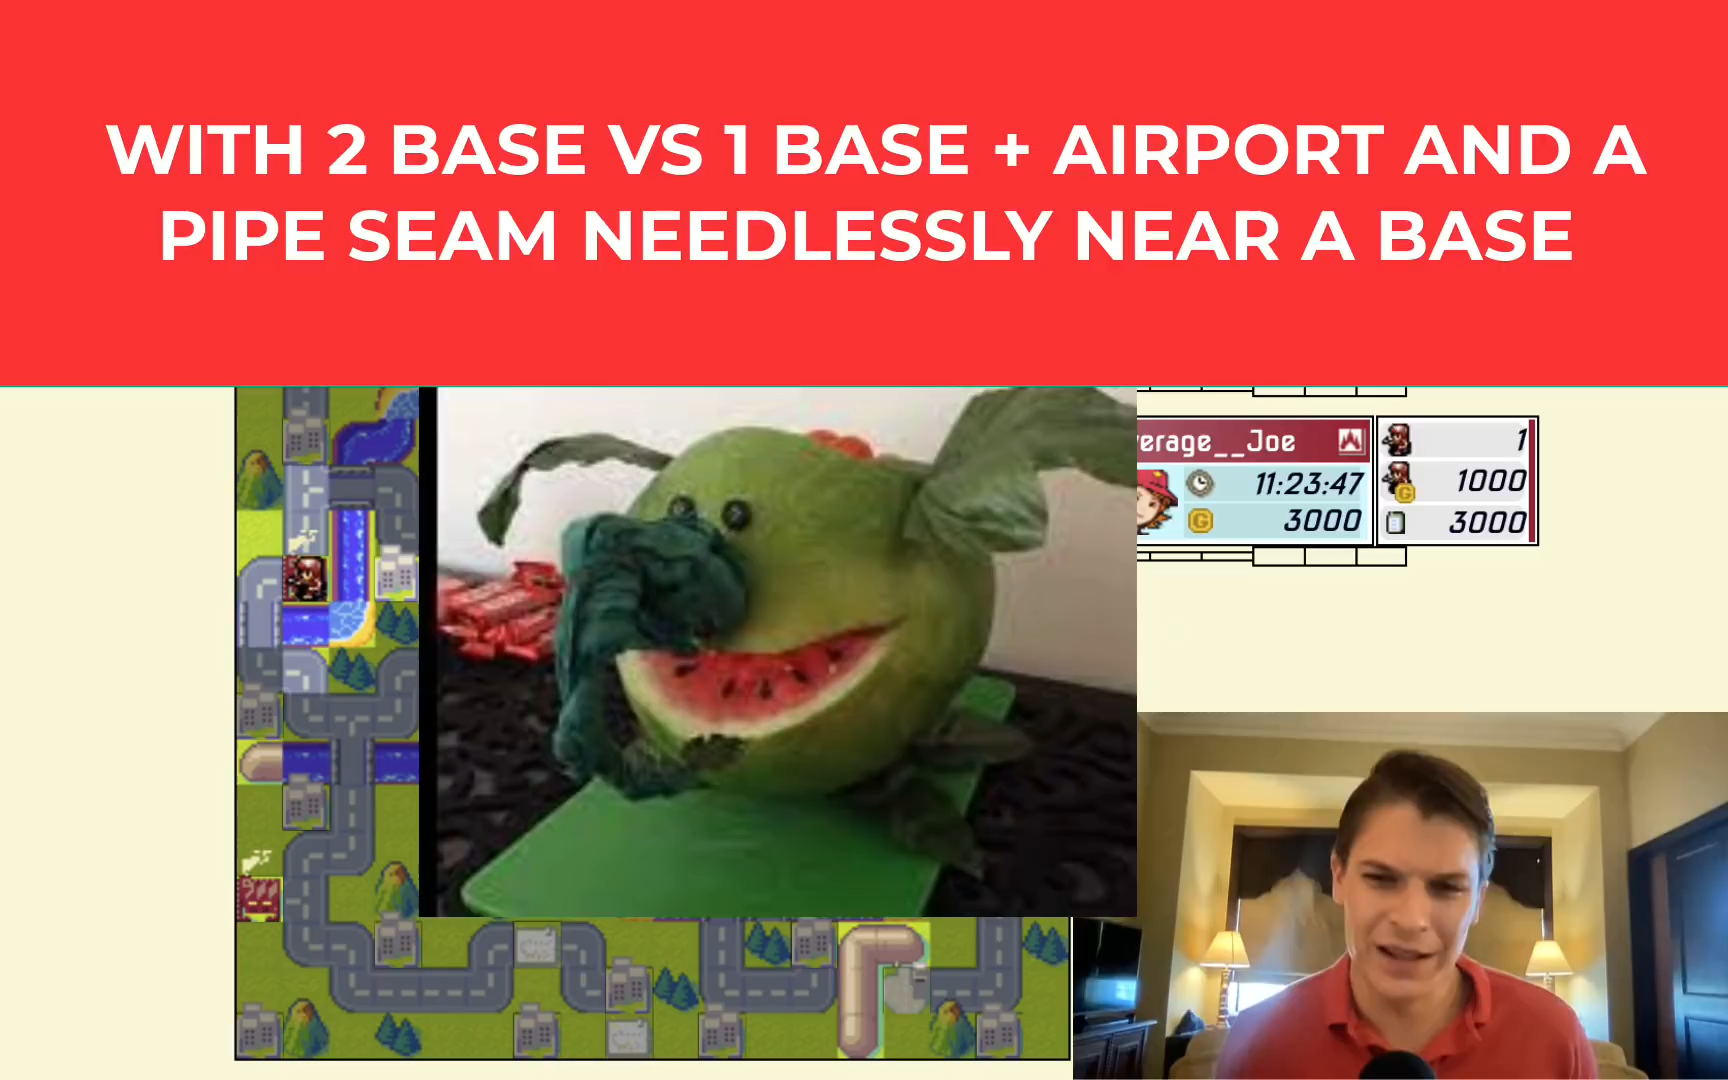 WITH 2 BASE VS 1 BASE + AIRPORT AND A
PIPE SEAM NEEDLESSLY NEAR A BASE
verage__Joe
11:23:47
G 3000
1
G 1000
3000